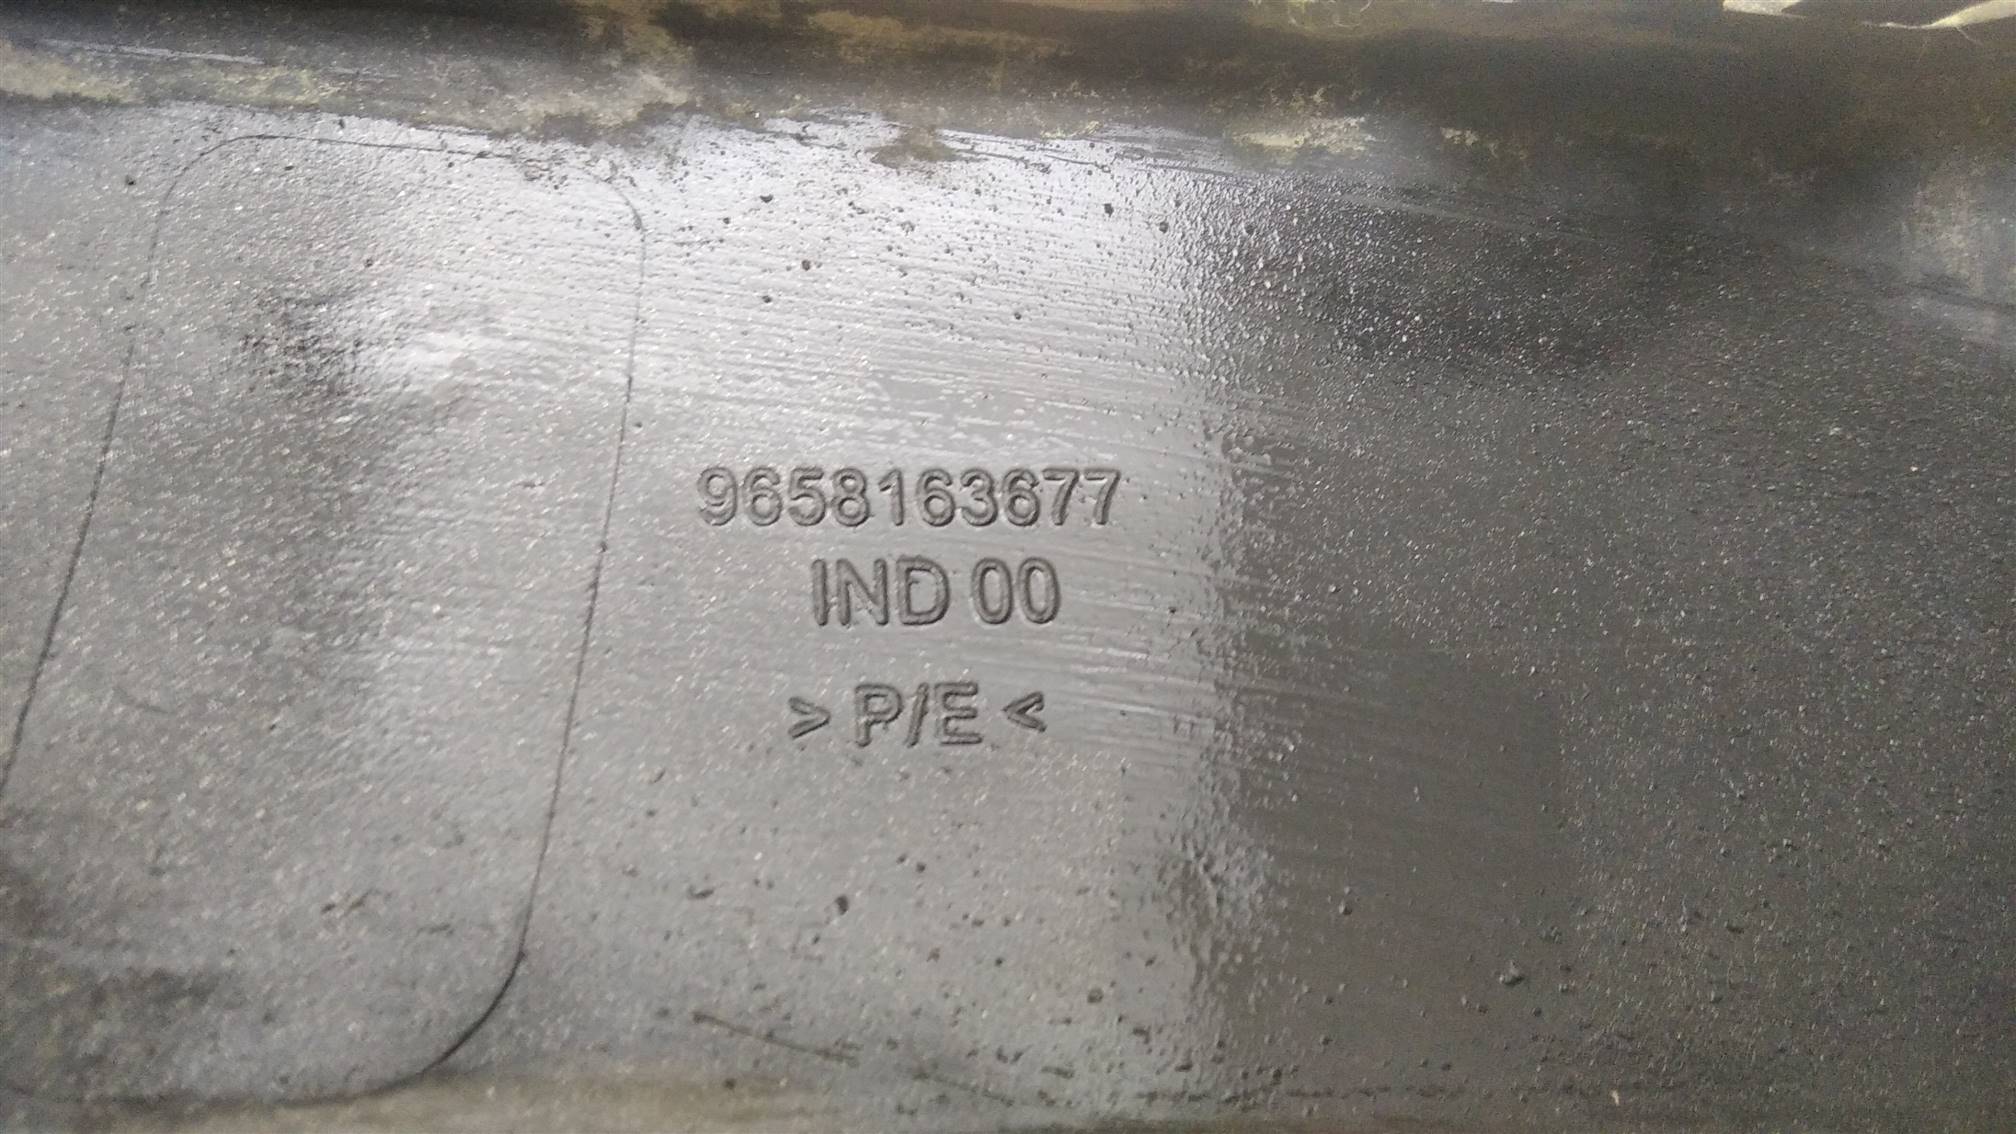 9658163677
IND 00
> P/E <